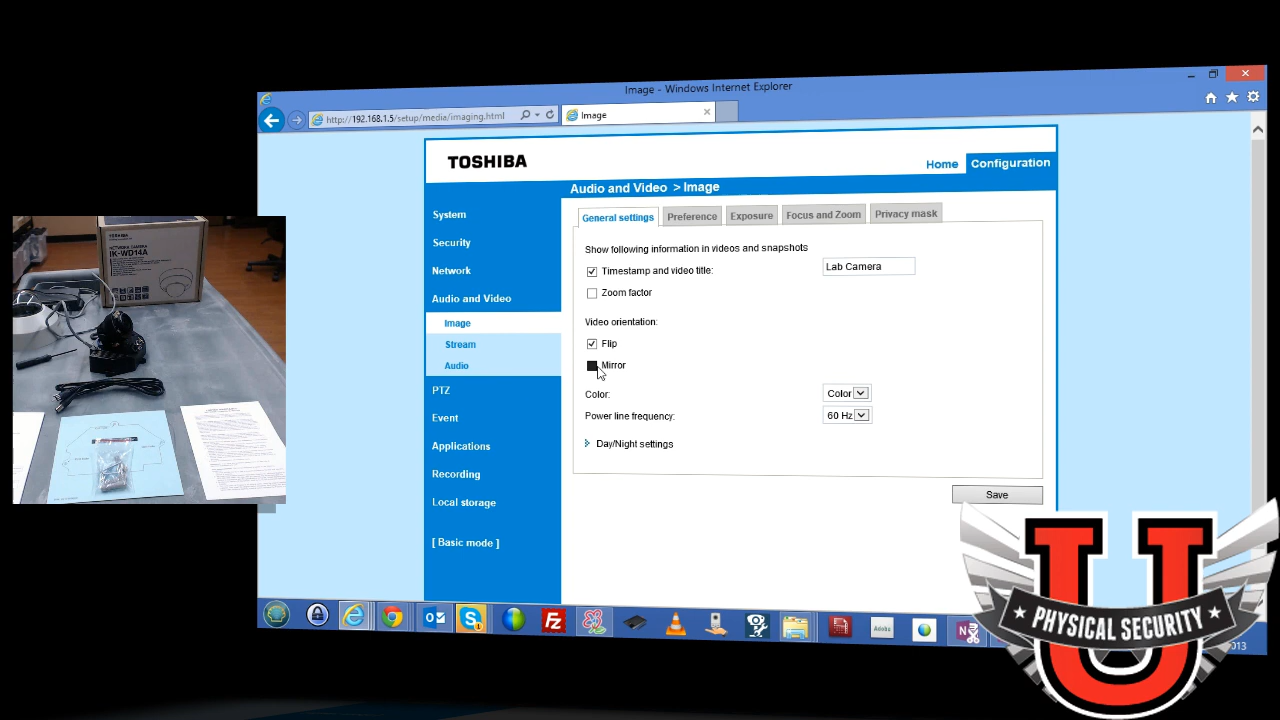 Image - Windows Internet Explorer
http://192.168.1.5/setup/media/imaging.html
Image
TOSHIBA
Home
Configuration
Audio and Video > Image
System
Security
Network
Audio and Video
Image
Stream
Audio
PTZ
Event
Applications
Recording
Local storage
[ Basic mode ]
General settings
Preference
Exposure
Focus and Zoom
Privacy mask
Show following information in videos and snapshots
Timestamp and video title:
Lab Camera
Zoom factor
Video orientation:
Flip
Mirror
Color:
Color
Power line frequency:
60 Hz
Day/Night settings
Save
TOSHIBA
NETWORK CAMERA
IK-WD14A
Adobe
U
PHYSICAL SECURITY